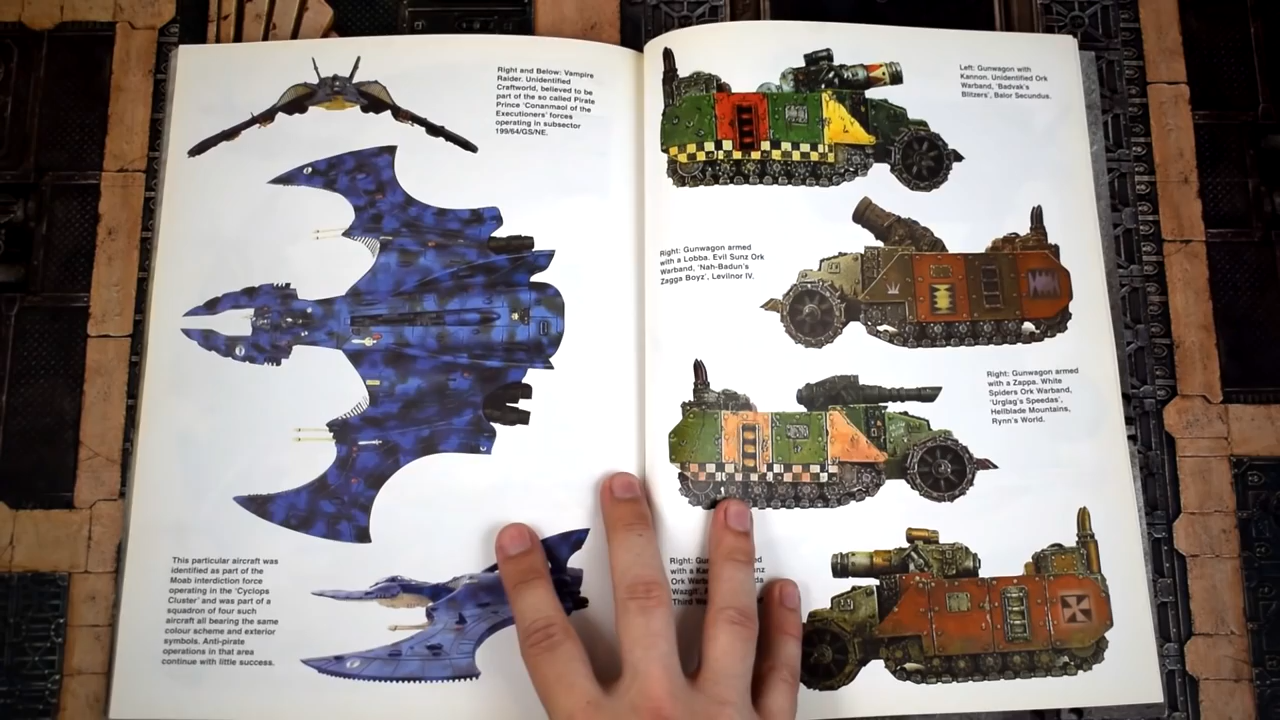 Right and Below: Vampire
Raider. Unidentified
Craftworld, believed to be
part of the so called Pirate
Prince 'Conanmaol of the
Executioners' forces
operating in subsector
199/64/GS/NE.
This particular aircraft was
identified as part of the
Moab interdiction force
operating in the 'Cyclops
Cluster' and was part of a
squadron of four such
aircraft all bearing the same
colour scheme and exterior
symbols. Anti-pirate
operations in that area
continue with little success.
Left: Gunwagon with
Kannon. Unidentified Ork
Warband, 'Badvak's
Blitzers', Balor Secundus.
Right: Gunwagon armed
with a Lobba. Evil Sunz Ork
Warband, 'Nah-Badun's
Zagga Boyz', Levilnor IV.
Right: Gunwagon armed
with a Zappa. White
Spiders Ork Warband,
'Urglag's Speedas',
Hellblade Mountains,
Rynn's World.
Right:
with a
Ork
Third